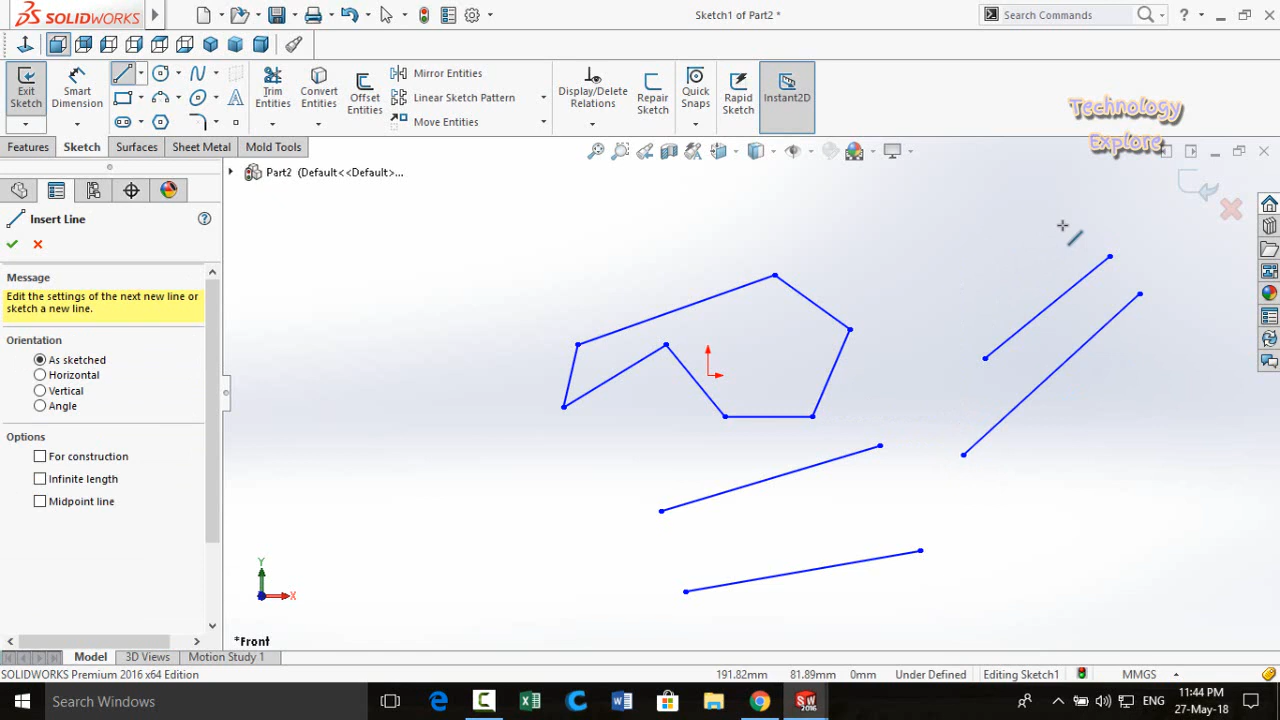 SOLIDWORKS
Sketch1 of Part2 *
Search Commands
?
Exit Sketch
Smart Dimension
Trim Entities
Convert Entities
Offset Entities
Mirror Entities
Linear Sketch Pattern
Move Entities
Display/Delete Relations
Repair Sketch
Quick Snaps
Rapid Sketch
Instant2D
Technology
Explore
Features
Sketch
Surfaces
Sheet Metal
Mold Tools
Part2 (Default<<Default>...
Insert Line
?
Message
Edit the settings of the next new line or
sketch a new line.
Orientation
As sketched
Horizontal
Vertical
Angle
Options
For construction
Infinite length
Midpoint line
Y
X
*Front
Model
3D Views
Motion Study 1
SOLIDWORKS Premium 2016 x64 Edition
191.82mm
81.89mm
0mm
Under Defined
Editing Sketch1
MMGS
Search Windows
ENG
11:44 PM
27-May-18